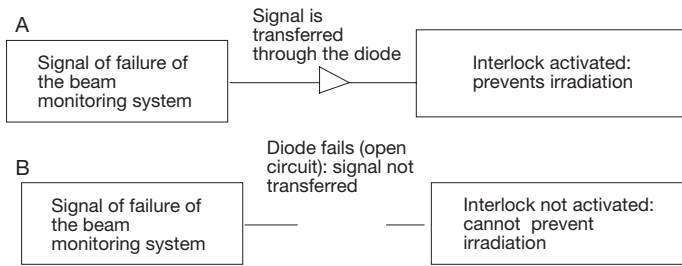 A
Signal is
transferred
through the diode
Signal of failure of
the beam
monitoring system
Interlock activated:
prevents irradiation
B
Diode fails (open
circuit): signal not
transferred
Signal of failure of
the beam
monitoring system
Interlock not activated:
cannot prevent
irradiation